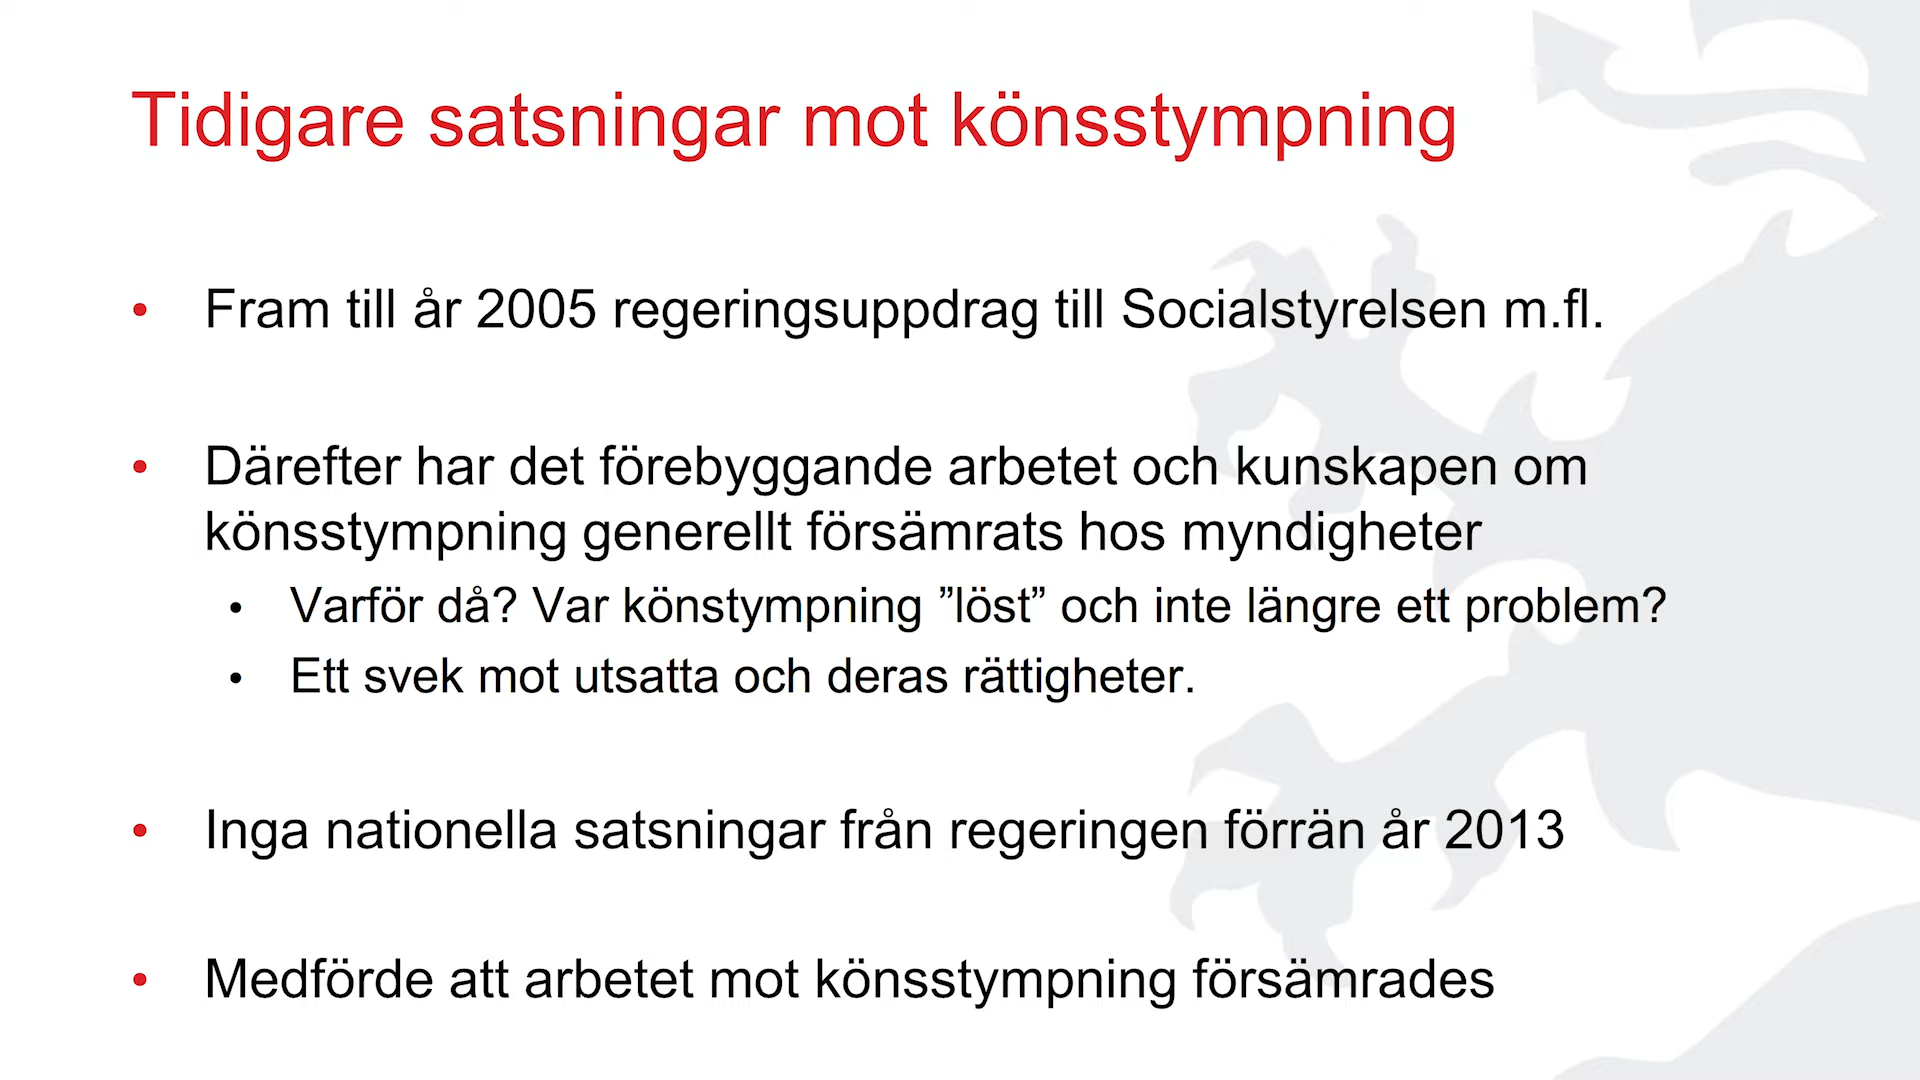 Tidigare satsningar mot könsstympning
• Fram till år 2005 regeringsuppdrag till Socialstyrelsen m.fl.
• Därefter har det förebyggande arbetet och kunskapen om
könsstympning generellt försämrats hos myndigheter
• Varför då? Var könstympning ”löst” och inte längre ett problem?
• Ett svek mot utsatta och deras rättigheter.
• Inga nationella satsningar från regeringen förrän år 2013
• Medförde att arbetet mot könsstympning försämrades